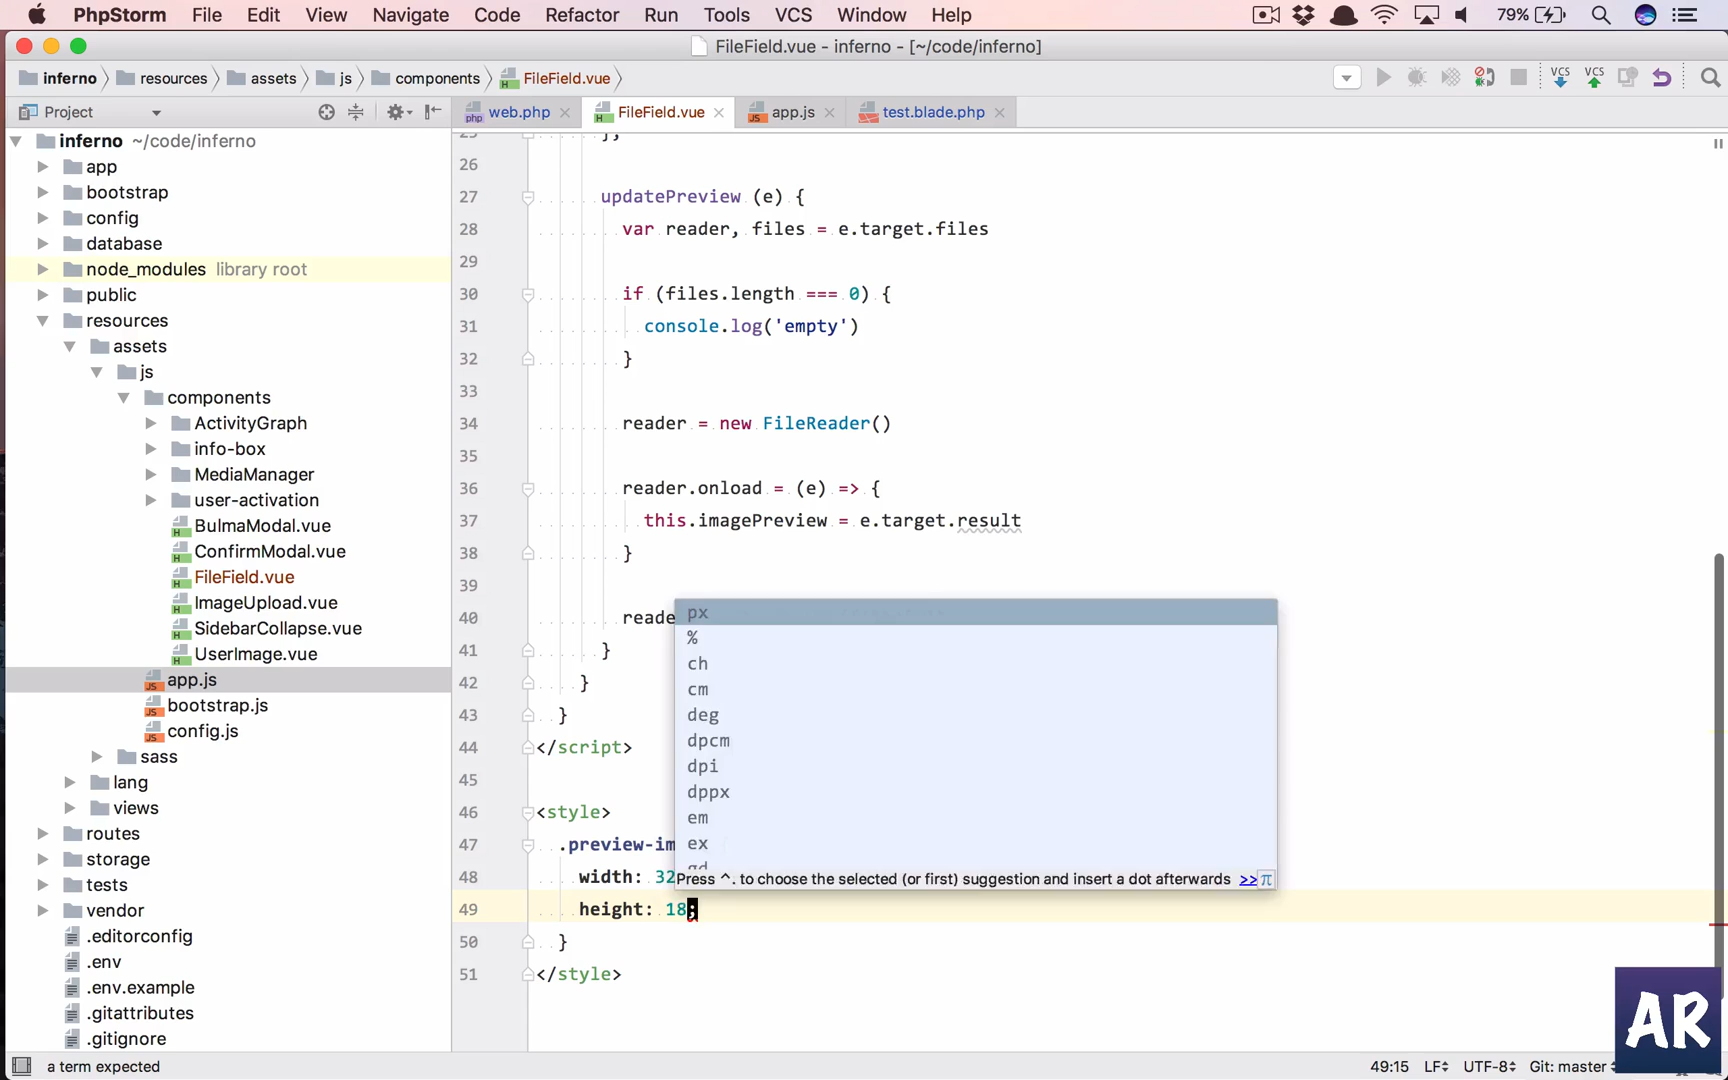 PhpStorm File Edit View Navigate Code Refactor Run Tools VCS Window Help 79%
FileField.vue - inferno - [~/code/inferno]
inferno resources assets js components FileField.vue VCS VCS
Project web.php FileField.vue app.js test.blade.php
inferno ~/code/inferno
app
bootstrap
config
database
node_modules library root
public
resources
assets
js
components
ActivityGraph
info-box
MediaManager
user-activation
BulmaModal.vue
ConfirmModal.vue
FileField.vue
ImageUpload.vue
SidebarCollapse.vue
UserImage.vue
app.js
bootstrap.js
config.js
sass
lang
views
routes
storage
tests
vendor
.editorconfig
.env
.env.example
.gitattributes
.gitignore
25 },
26
27 updatePreview (e) {
28 var reader, files = e.target.files
29
30 if (files.length === 0) {
31 console.log('empty')
32 }
33
34 reader = new FileReader()
35
36 reader.onload = (e) => {
37 this.imagePreview = e.target.result
38 }
39
40 reade
41 }
42 }
43 }
44 </script>
45
46 <style>
47 .preview-im
48 width: 32
49 height: 18;
50 }
51 </style>
px
%
ch
cm
deg
dpcm
dpi
dppx
em
ex
Press ^. to choose the selected (or first) suggestion and insert a dot afterwards >> π
AR
a term expected 49:15 LF UTF-8 Git: master